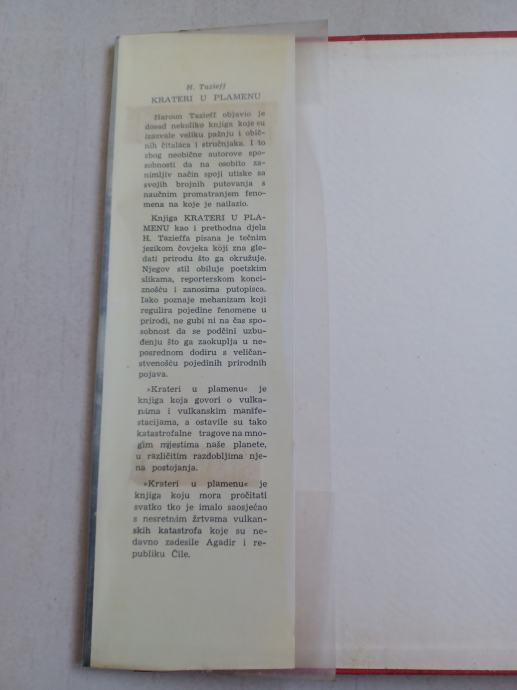 H. Tazieff
KRATERI U PLAMENU
Haroun Tazieff objavio je
dosad nekoliko knjiga koje su
izazvale veliku pažnju i obič-
nih čitalaca i stručnjaka. I to
zbog neobične autorove spo-
sobnosti da na osobito za-
nimljiv način spoji utiske sa
svojih brojnih putovanja s
naučnim promatranjem feno-
mena na koje je nailazio.
Knjiga KRATERI U PLA-
MENU kao i prethodna djela
H. Tazieffa pisana je tečnim
jezikom čovjeka koji zna gle-
dati prirodu što ga okružuje.
Njegov stil obiluje poetskim
slikama, reporterskom konci-
znošću i zanosima putopisca.
Iako poznaje mehanizam koji
regulira pojedine fenomene u
prirodi, ne gubi ni na čas spo-
sobnost da se podčini uzbu-
đenju što ga zaokuplja u ne-
posrednom dodiru s veličan-
stvenošću pojedinih prirodnih
pojava.
»Krateri u plamenu« je
knjiga koja govori o vulka-
nima i vulkanskim manife-
stacijama, a ostavile su tako
katastrofalne tragove na mno-
gim mjestima naše planete,
u različitim razdobljima nje-
na postojanja.
»Krateri u plamenu« je
knjiga koju mora pročitati
svatko tko je imalo saosjećao
s nesretnim žrtvama vulkan-
skih katastrofa koje su ne-
davno zadesile Agadir i re-
publiku Čile.